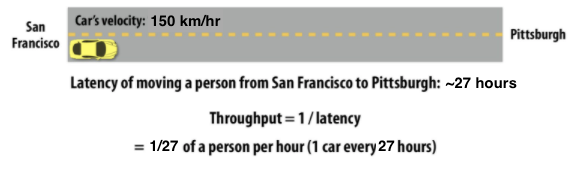 Car's velocity: 150 km/hr
San
Francisco
Pittsburgh
Latency of moving a person from San Francisco to Pittsburgh: ~27 hours
Throughput = 1 / latency
= 1/27 of a person per hour (1 car every 27 hours)